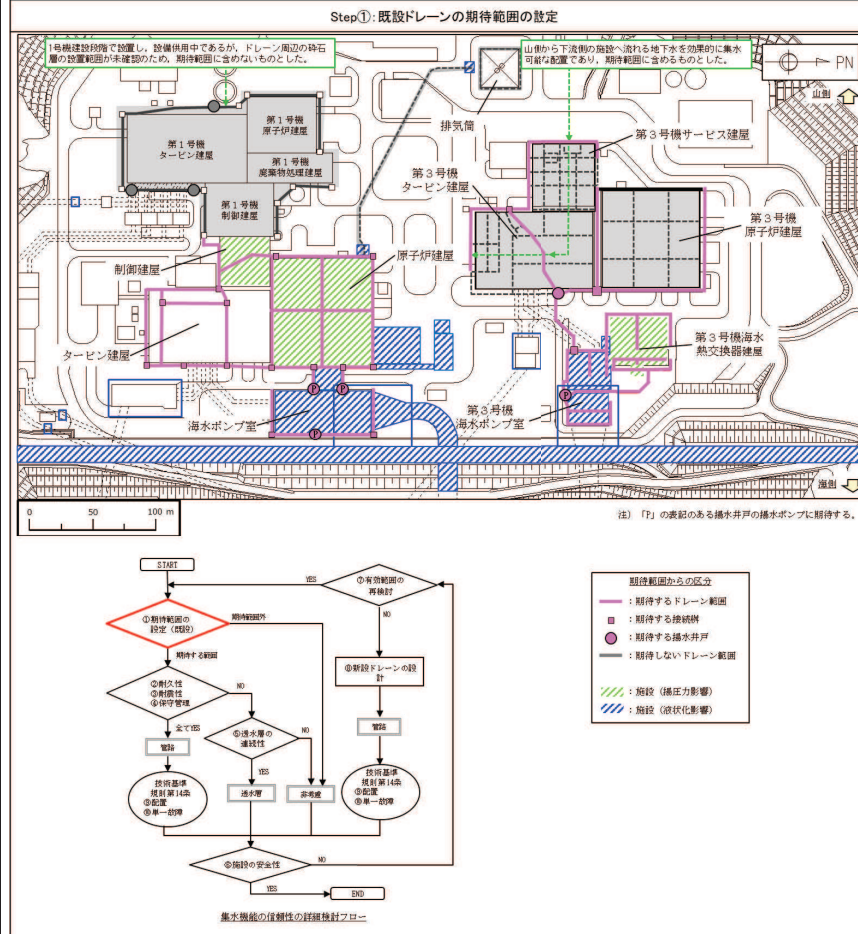 Step①:既設ドレーンの期待範囲の設定
1号機建設段階で設置し，設備供用中であるが，ドレーン周辺の砕石
層の設置範囲が未確認のため，期待範囲に含めないものとした。
山側から下流側の施設へ流れる地下水を効果的に集水
可能な配置であり，期待範囲に含めるものとした。
PN
山側
排気筒
第1号機
原子炉建屋
第1号機
タービン建屋
第1号機
廃棄物処理建屋
第1号機
制御建屋
第3号機サービス建屋
第3号機
タービン建屋
第3号機
原子炉建屋
制御建屋
原子炉建屋
タービン建屋
第3号機海水
熱交換器建屋
海水ポンプ室
第3号機
海水ポンプ室
P
P
P
P
海側
0 50 100 m
注）「P」の表記のある揚水井戸の揚水ポンプに期待する。
START
YES
⑦有効範囲の
再検討
NO
①期待範囲の
設定（既設）
期待範囲外
期待する範囲
⑧新設ドレーンの設
計
②耐久性
③耐震性
④保守管理
NO
全てYES
⑤透水層の
連続性
NO
YES
管路
管路
透水層
非考慮
技術基準
規則第14条
⑨配置
⑩単一故障
技術基準
規則第14条
⑨配置
⑩単一故障
⑥施設の安全性
NO
YES
END
集水機能の信頼性の詳細検討フロー
期待範囲からの区分
：期待するドレーン範囲
：期待する接続桝
：期待する揚水井戸
：期待しないドレーン範囲
：施設（揚圧力影響）
：施設（液状化影響）